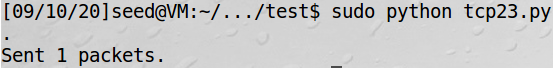 [09/10/20]seed@VM:~/.../test$ sudo python tcp23.py
.
Sent 1 packets.